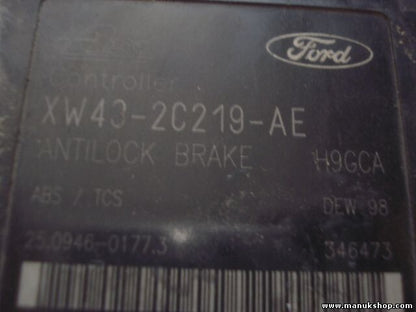 Ford
Controller
XW43-2C219-AE
ANTILOCK BRAKE H9GCA
ABS / TCS DEW 98
25.0946-0177.3 346473
www.manukshop.com